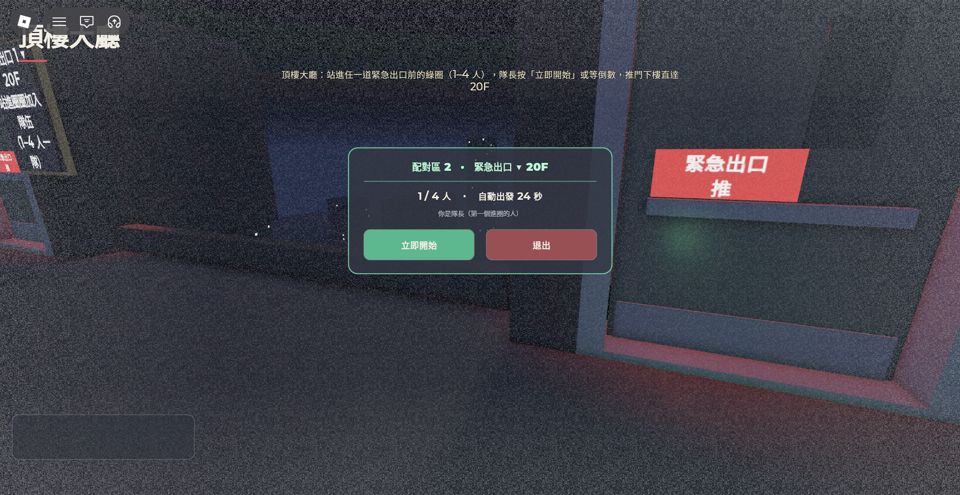 頂樓大廳
出口 1 ▼
20F
隊伍
(1–4 人)
頂樓大廳：站進任一道緊急出口前的綠圈（1–4 人），隊長按「立即開始」或等倒數，推門下樓直達
20F
配對區 2 • 緊急出口 ▼ 20F
1 / 4 人 • 自動出發 24 秒
你是隊長（第一個進圈的人）
立即開始
退出
緊急出口
推